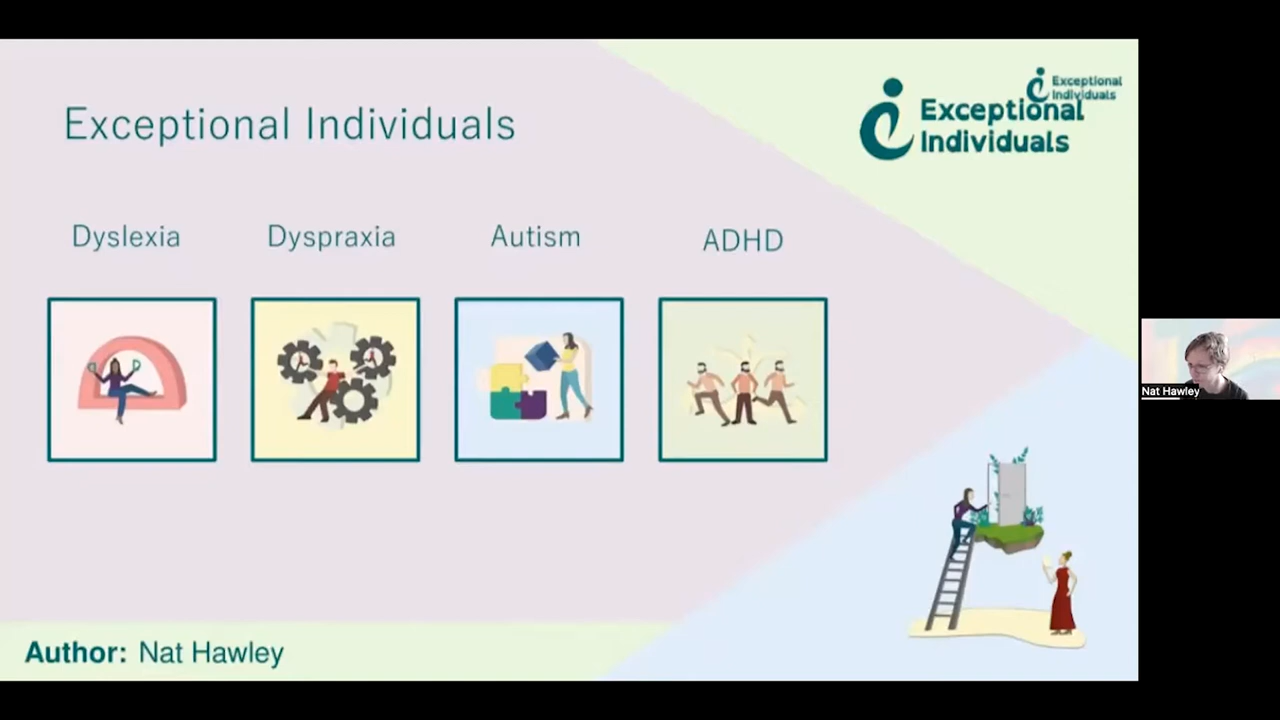 Exceptional Individuals
Exceptional
Individuals
Exceptional
Individuals
Dyslexia
Dyspraxia
Autism
ADHD
Nat Hawley
Author: Nat Hawley